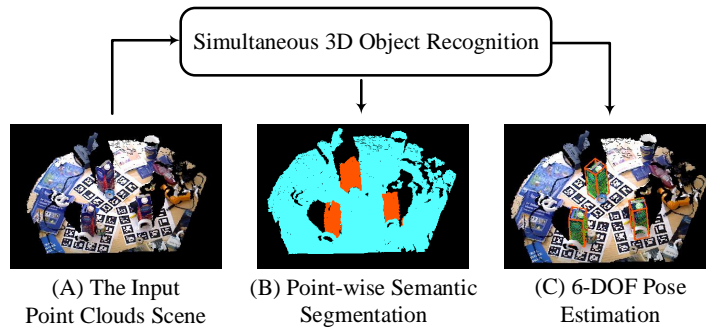 Simultaneous 3D Object Recognition
(A) The Input
Point Clouds Scene
(B) Point-wise Semantic
Segmentation
(C) 6-DOF Pose
Estimation